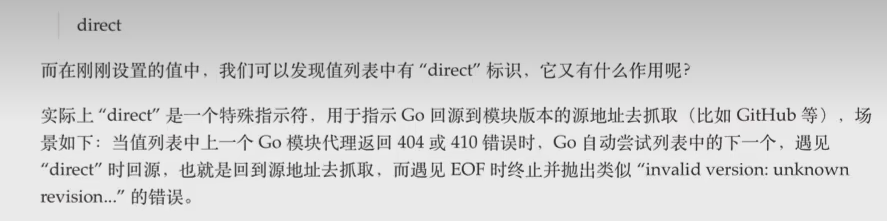 direct
而在刚刚设置的值中，我们可以发现值列表中有 “direct” 标识，它又有什么作用呢?
实际上 “direct” 是一个特殊指示符，用于指示 Go 回源到模块版本的源地址去抓取（比如 GitHub 等），场
景如下：当值列表中上一个 Go 模块代理返回 404 或 410 错误时，Go 自动尝试列表中的下一个，遇见
“direct” 时回源，也就是回到源地址去抓取，而遇见 EOF 时终止并抛出类似 “invalid version: unknown
revision...” 的错误。